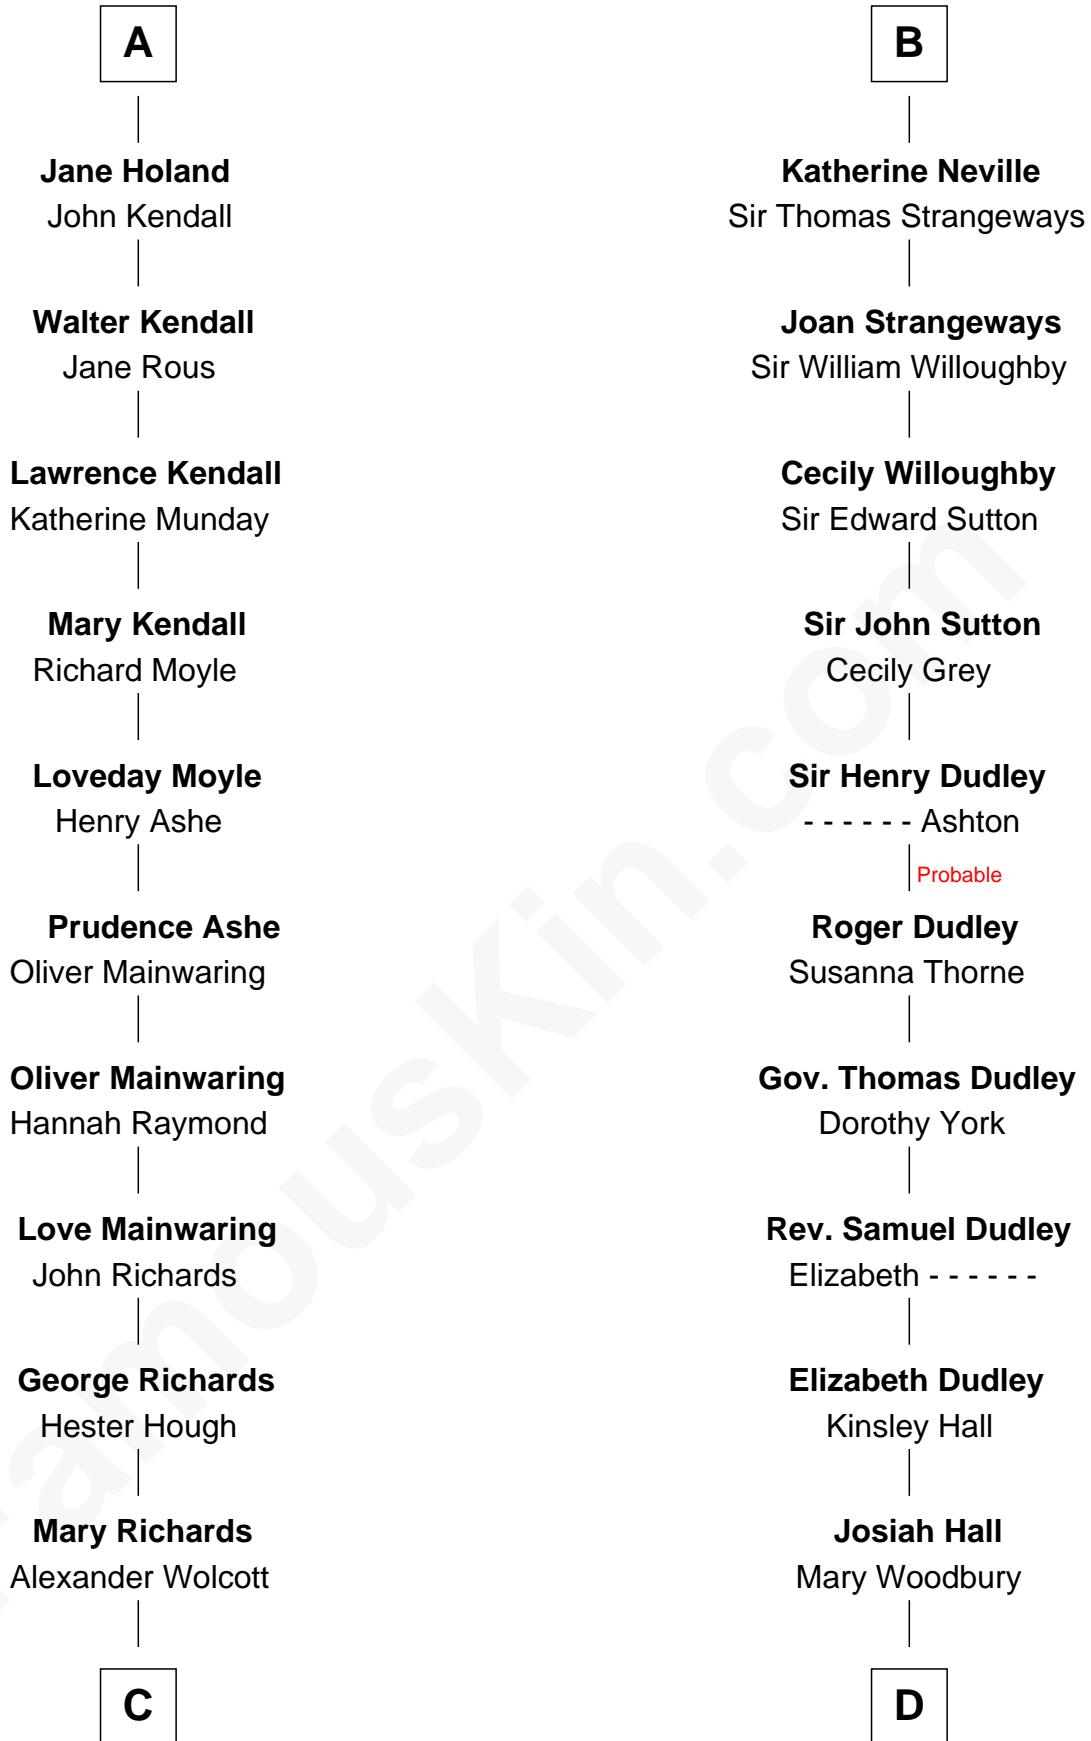 A
Jane Holand
John Kendall
Walter Kendall
Jane Rous
Lawrence Kendall
Katherine Munday
Mary Kendall
Richard Moyle
Loveday Moyle
Henry Ashe
Prudence Ashe
Oliver Mainwaring
Oliver Mainwaring
Hannah Raymond
Love Mainwaring
John Richards
George Richards
Hester Hough
Mary Richards
Alexander Wolcott
C
B
Katherine Neville
Sir Thomas Strangeways
Joan Strangeways
Sir William Willoughby
Cecily Willoughby
Sir Edward Sutton
Sir John Sutton
Cecily Grey
Sir Henry Dudley
- - - - - - Ashton
Probable
Roger Dudley
Susanna Thorne
Gov. Thomas Dudley
Dorothy York
Rev. Samuel Dudley
Elizabeth - - - - - -
Elizabeth Dudley
Kinsley Hall
Josiah Hall
Mary Woodbury
D
FamousKin.com